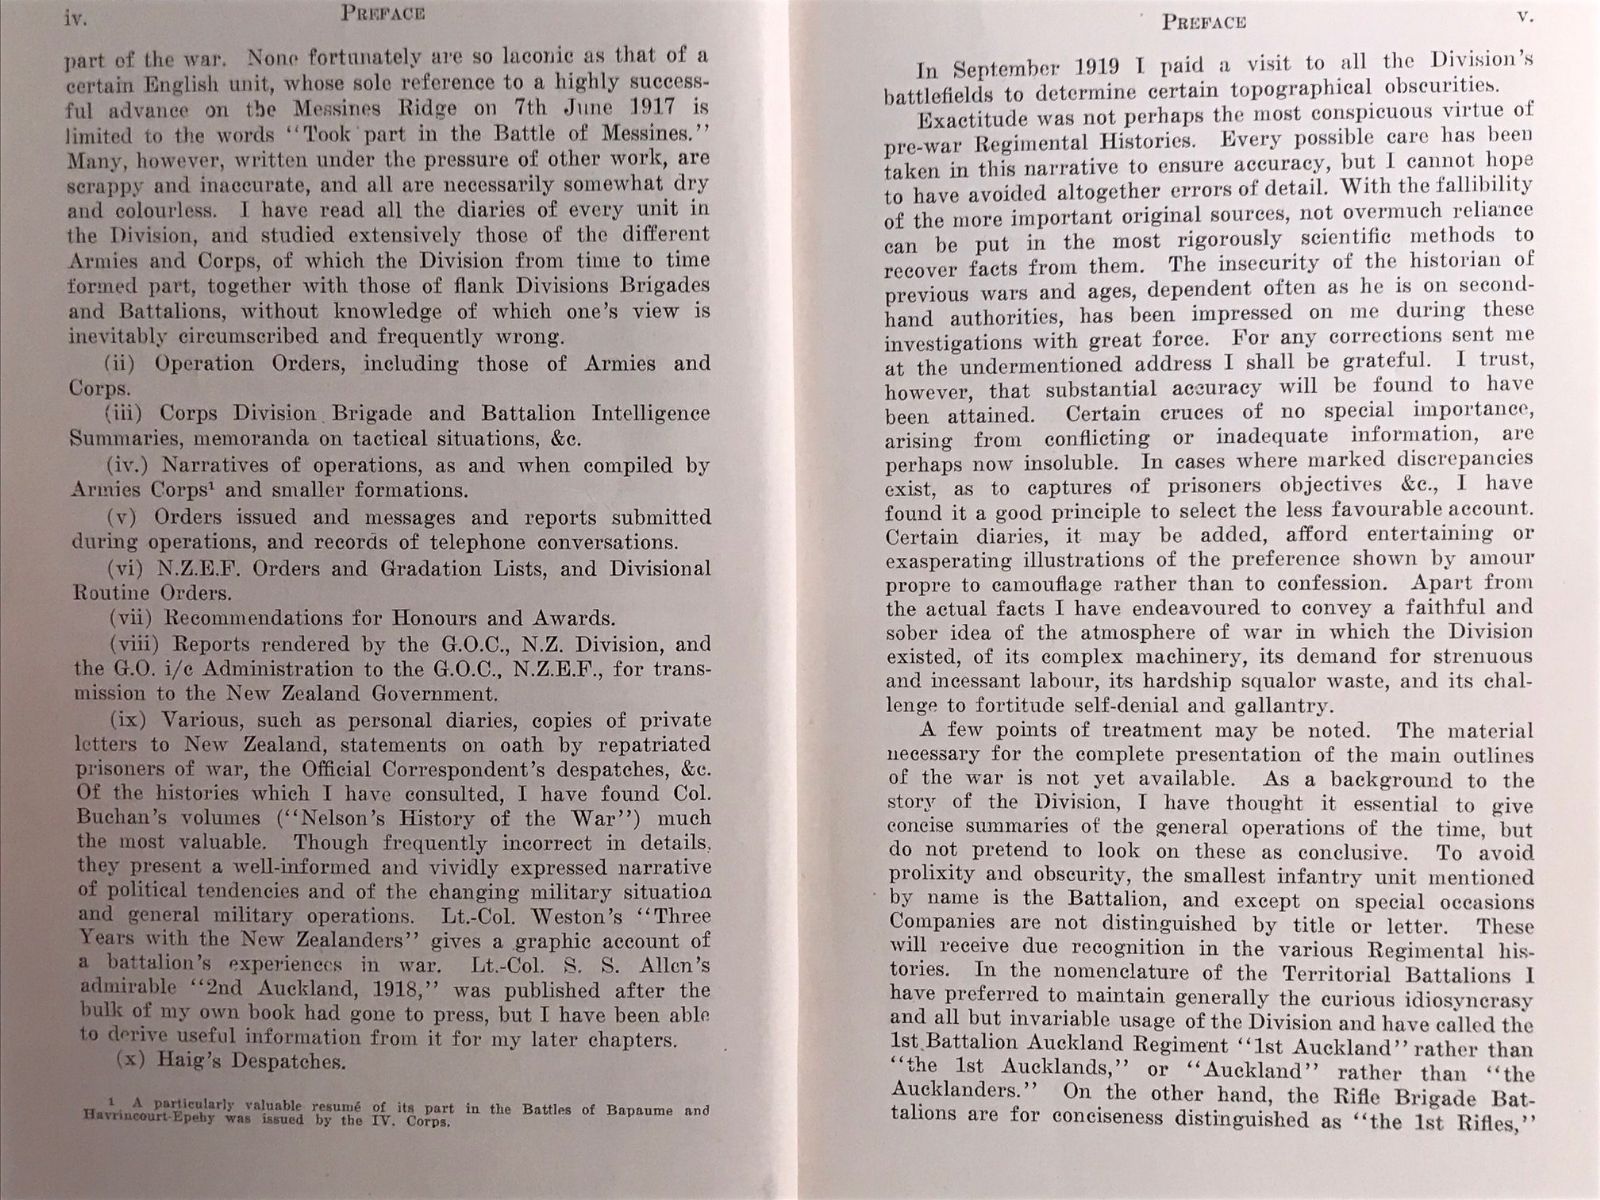 iv. PREFACE
part of the war. None fortunately are so laconic as that of a
certain English unit, whose sole reference to a highly success-
ful advance on the Messines Ridge on 7th June 1917 is
limited to the words "Took part in the Battle of Messines."
Many, however, written under the pressure of other work, are
scrappy and inaccurate, and all are necessarily somewhat dry
and colourless. I have read all the diaries of every unit in
the Division, and studied extensively those of the different
Armies and Corps, of which the Division from time to time
formed part, together with those of flank Divisions Brigades
and Battalions, without knowledge of which one's view is
inevitably circumscribed and frequently wrong.
(ii) Operation Orders, including those of Armies and
Corps.
(iii) Corps Division Brigade and Battalion Intelligence
Summaries, memoranda on tactical situations, &c.
(iv.) Narratives of operations, as and when compiled by
Armies Corps¹ and smaller formations.
(v) Orders issued and messages and reports submitted
during operations, and records of telephone conversations.
(vi) N.Z.E.F. Orders and Gradation Lists, and Divisional
Routine Orders.
(vii) Recommendations for Honours and Awards.
(viii) Reports rendered by the G.O.C., N.Z. Division, and
the G.O. i/c Administration to the G.O.C., N.Z.E.F., for trans-
mission to the New Zealand Government.
(ix) Various, such as personal diaries, copies of private
letters to New Zealand, statements on oath by repatriated
prisoners of war, the Official Correspondent's despatches, &c.
Of the histories which I have consulted, I have found Col.
Buchan's volumes ("Nelson's History of the War") much
the most valuable. Though frequently incorrect in details,
they present a well-informed and vividly expressed narrative
of political tendencies and of the changing military situation
and general military operations. Lt.-Col. Weston's "Three
Years with the New Zealanders" gives a graphic account of
a battalion's experiences in war. Lt.-Col. S. S. Allen's
admirable "2nd Auckland, 1918," was published after the
bulk of my own book had gone to press, but I have been able
to derive useful information from it for my later chapters.
(x) Haig's Despatches.
¹ A particularly valuable resumé of its part in the Battles of Bapaume and
Havrincourt-Epehy was issued by the IV. Corps.
PREFACE v.
In September 1919 I paid a visit to all the Division's
battlefields to determine certain topographical obscurities.
Exactitude was not perhaps the most conspicuous virtue of
pre-war Regimental Histories. Every possible care has been
taken in this narrative to ensure accuracy, but I cannot hope
to have avoided altogether errors of detail. With the fallibility
of the more important original sources, not overmuch reliance
can be put in the most rigorously scientific methods to
recover facts from them. The insecurity of the historian of
previous wars and ages, dependent often as he is on second-
hand authorities, has been impressed on me during these
investigations with great force. For any corrections sent me
at the undermentioned address I shall be grateful. I trust,
however, that substantial accuracy will be found to have
been attained. Certain cruces of no special importance,
arising from conflicting or inadequate information, are
perhaps now insoluble. In cases where marked discrepancies
exist, as to captures of prisoners objectives &c., I have
found it a good principle to select the less favourable account.
Certain diaries, it may be added, afford entertaining or
exasperating illustrations of the preference shown by amour
propre to camouflage rather than to confession. Apart from
the actual facts I have endeavoured to convey a faithful and
sober idea of the atmosphere of war in which the Division
existed, of its complex machinery, its demand for strenuous
and incessant labour, its hardship squalor waste, and its chal-
lenge to fortitude self-denial and gallantry.
A few points of treatment may be noted. The material
necessary for the complete presentation of the main outlines
of the war is not yet available. As a background to the
story of the Division, I have thought it essential to give
concise summaries of the general operations of the time, but
do not pretend to look on these as conclusive. To avoid
prolixity and obscurity, the smallest infantry unit mentioned
by name is the Battalion, and except on special occasions
Companies are not distinguished by title or letter. These
will receive due recognition in the various Regimental his-
tories. In the nomenclature of the Territorial Battalions I
have preferred to maintain generally the curious idiosyncrasy
and all but invariable usage of the Division and have called the
1st Battalion Auckland Regiment "1st Auckland" rather than
"the 1st Aucklands," or "Auckland" rather than "the
Aucklanders." On the other hand, the Rifle Brigade Bat-
talions are for conciseness distinguished as "the 1st Rifles,"